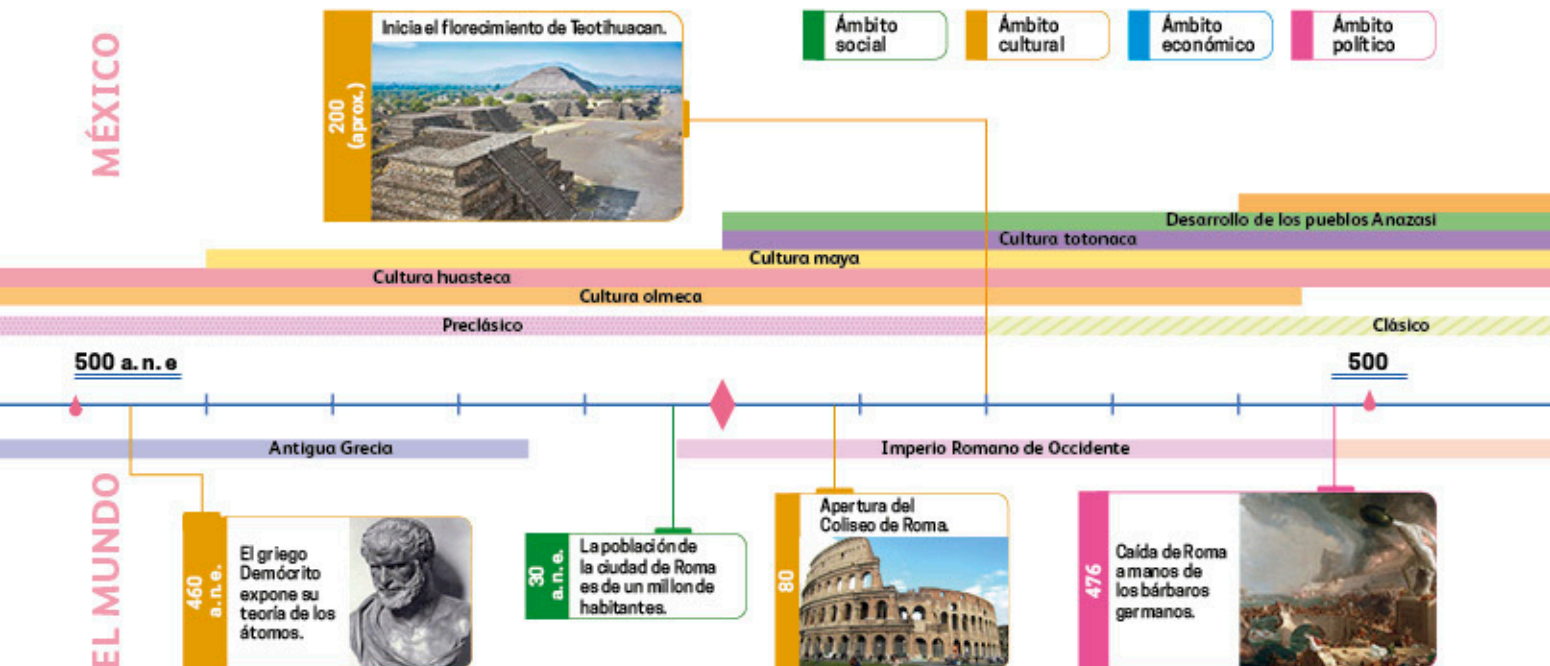 MÉXICO
Inicia el florecimiento de Teotihuacan.
200
(aprox.)
Ámbito
social
Ámbito
cultural
Ámbito
económico
Ámbito
político
Desarrollo de los pueblos Anazasi
Cultura totonaca
Cultura maya
Cultura huasteca
Cultura olmeca
Preclásico
Clásico
500 a.n.e
500
Antigua Grecia
Imperio Romano de Occidente
EL MUNDO
460
a.n.e.
El griego
Demócrito
expone su
teoría de los
átomos.
30
a.n.e.
La población de
la ciudad de Roma
es de un millon de
habitantes.
80
Apertura del
Coliseo de Roma.
476
Caída de Roma
a manos de
los bárbaros
germanos.